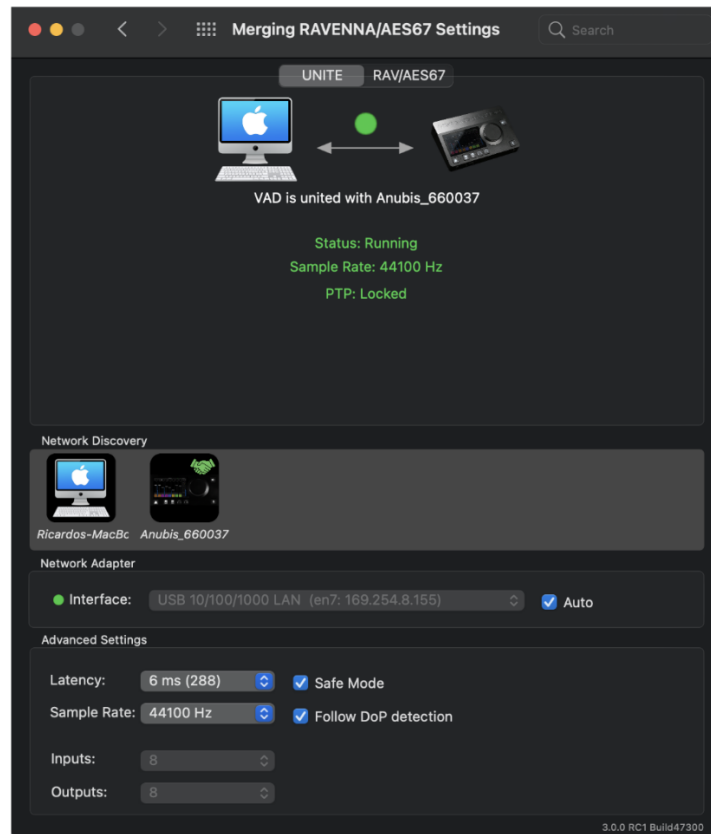 Merging RAVENNA/AES67 Settings
Search
UNITE RAV/AES67
VAD is united with Anubis_660037
Status: Running
Sample Rate: 44100 Hz
PTP: Locked
Network Discovery
Ricardos-MacBc Anubis_660037
Network Adapter
Interface: USB 10/100/1000 LAN (en7: 169.254.8.155) Auto
Advanced Settings
Latency: 6 ms (288) Safe Mode
Sample Rate: 44100 Hz Follow DoP detection
Inputs: 8
Outputs: 8
3.0.0 RC1 Build47300